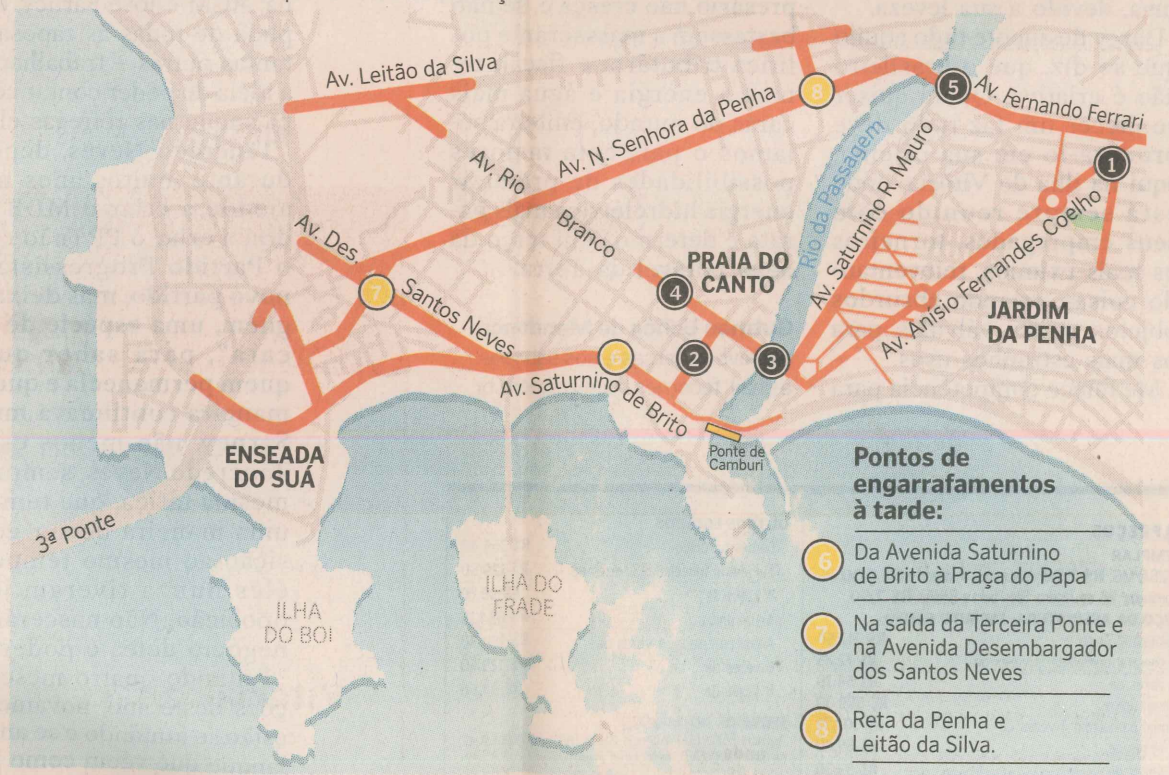 Av. Leitão da Silva
Av. N. Senhora da Penha
8
5
Av. Fernando Ferrari
1
Av. Rio
Branco
Rio da Passagem
Av. Saturnino R. Mauro
Av. Anísio Fernandes Coelho
Av. Des.
Santos Neves
7
4
PRAIA DO
CANTO
JARDIM
DA PENHA
6
2
3
Av. Saturnino de Brito
Ponte de
Camburi
ENSEADA
DO SUÁ
3ª Ponte
ILHA
DO BOI
ILHA DO
FRADE
Pontos de
engarrafamentos
à tarde:
6 Da Avenida Saturnino
de Brito à Praça do Papa
7 Na saída da Terceira Ponte e
na Avenida Desembargador
dos Santos Neves
8 Reta da Penha e
Leitão da Silva.